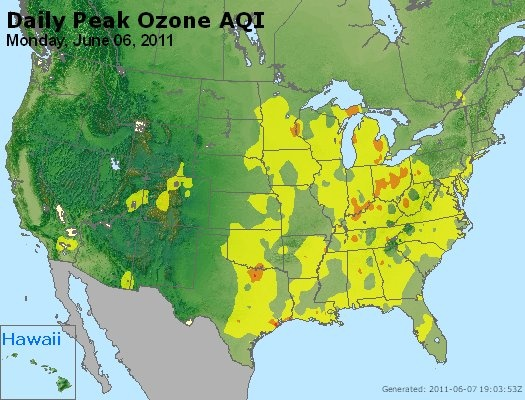 Daily Peak Ozone AQI
Monday, June 06, 2011
Hawaii
Generated: 2011-06-07 19:03:53Z